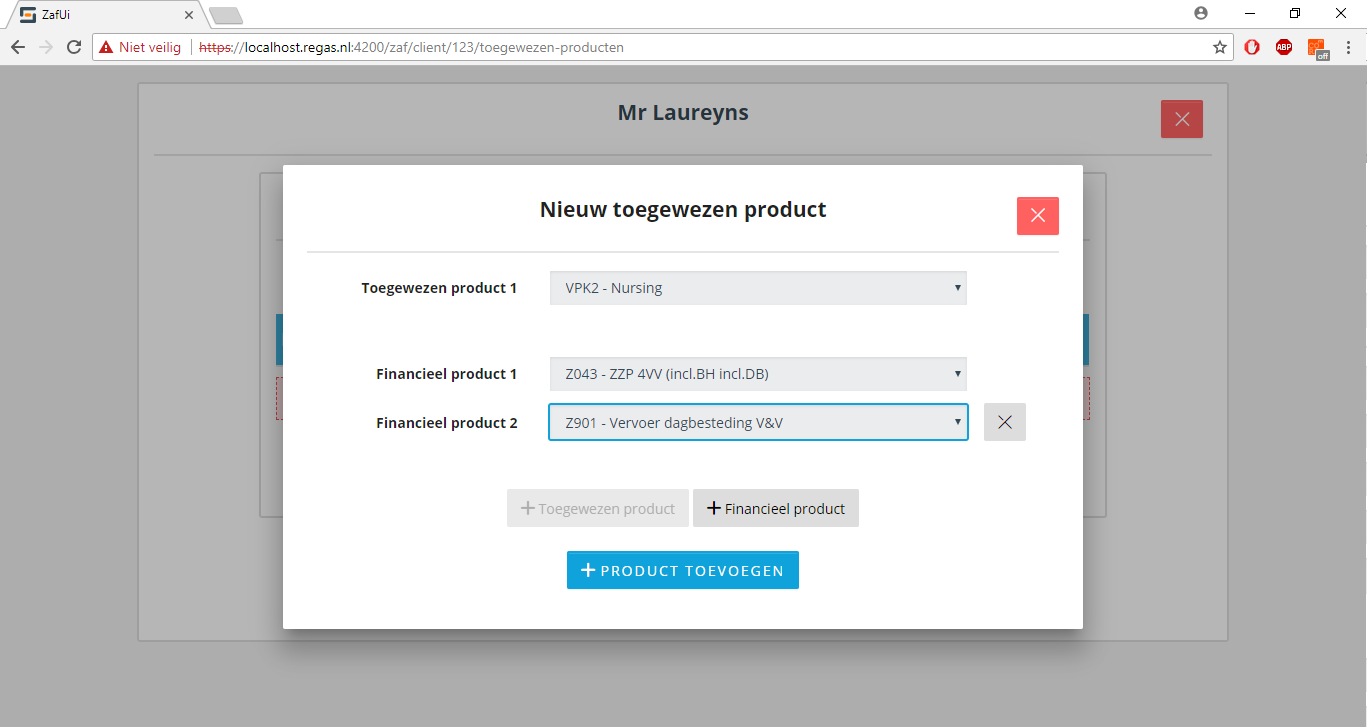 ZafUi
Niet veilig https://localhost.regas.nl:4200/zaf/client/123/toegewezen-producten
ABP
off
Mr Laureyns
Nieuw toegewezen product
Toegewezen product 1 VPK2 - Nursing
Financieel product 1 Z043 - ZZP 4VV (incl.BH incl.DB)
Financieel product 2 Z901 - Vervoer dagbesteding V&V
+ Toegewezen product + Financieel product
+ PRODUCT TOEVOEGEN